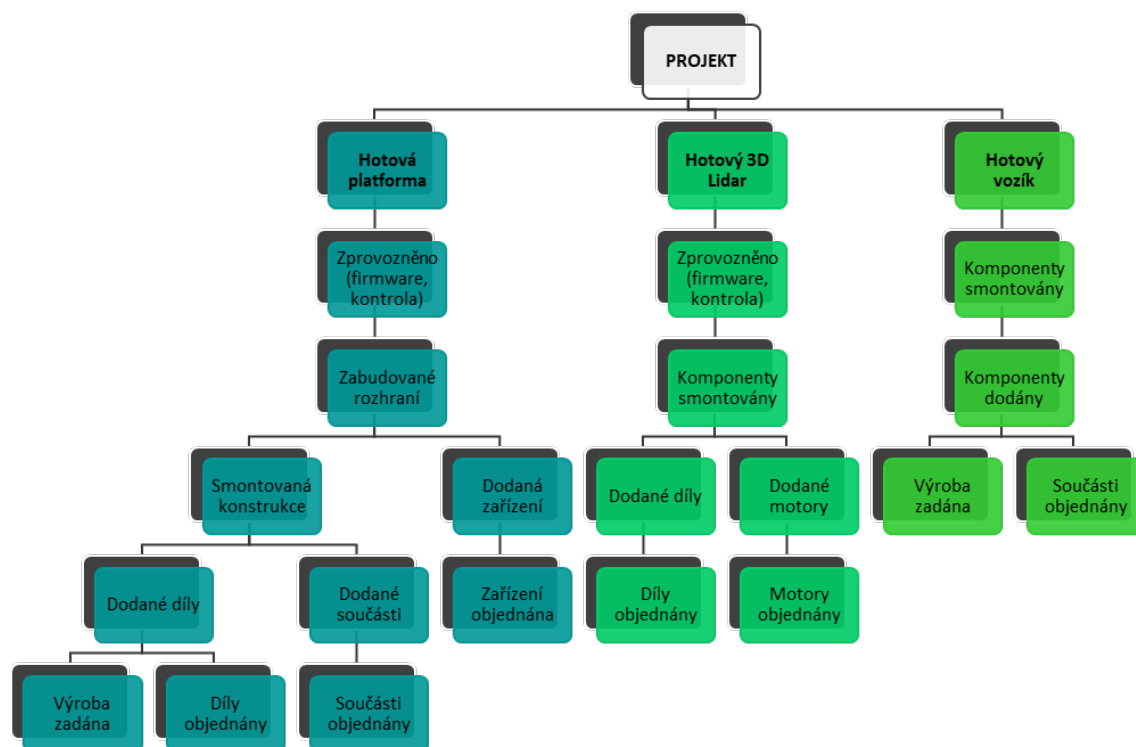 PROJEKT
Hotová
platforma
Hotový 3D
Lidar
Hotový
vozík
Zprovozněno
(firmware,
kontrola)
Zprovozněno
(firmware,
kontrola)
Komponenty
smontovány
Zabudované
rozhraní
Komponenty
smontovány
Komponenty
dodány
Smontovaná
konstrukce
Dodaná
zařízení
Dodané díly
Dodané
motory
Výroba
zadána
Součásti
objednány
Dodané díly
Dodané
součásti
Zařízení
objednána
Díly
objednány
Motory
objednány
Výroba
zadána
Díly
objednány
Součásti
objednány